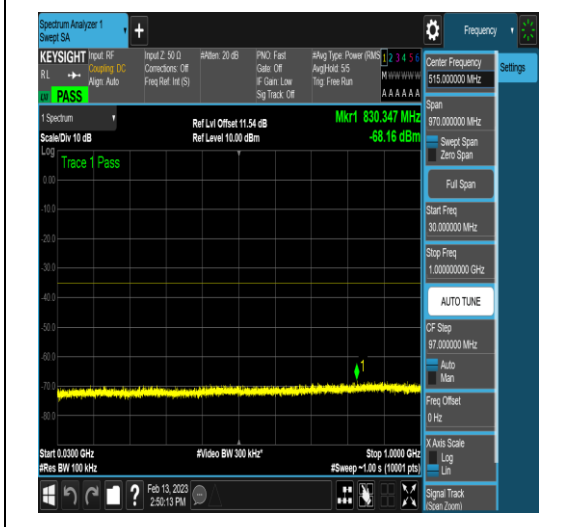 Spectrum Analyzer 1
Swept SA
Frequency
KEYSIGHT
RL
PASS
Input: RF
Coupling: DC
Align: Auto
Input Z: 50 Ω
Corrections: Off
Freq Ref: Int (S)
#Atten: 20 dB
PNO: Fast
Gate: Off
IF Gain: Low
Sig Track: Off
#Avg Type: Power (RMS)
Avg|Hold: 5/5
Trig: Free Run
1 2 3 4 5 6
M W W W W W
A A A A A A
1 Spectrum
Scale/Div 10 dB
Ref Lvl Offset 11.54 dB
Ref Level 10.00 dBm
Mkr1 830.347 MHz
-68.16 dBm
Log
Trace 1 Pass
0.00
-10.0
-20.0
-30.0
-40.0
-50.0
-60.0
-70.0
-80.0
1
Start 0.0300 GHz
#Res BW 100 kHz
#Video BW 300 kHz*
Stop 1.0000 GHz
#Sweep ~1.00 s (10001 pts)
?
Feb 13, 2023
2:50:13 PM
Center Frequency
515.000000 MHz
Settings
Span
970.000000 MHz
Swept Span
Zero Span
Full Span
Start Freq
30.000000 MHz
Stop Freq
1.000000000 GHz
AUTO TUNE
CF Step
97.000000 MHz
Auto
Man
Freq Offset
0 Hz
X Axis Scale
Log
Lin
Signal Track
(Span Zoom)